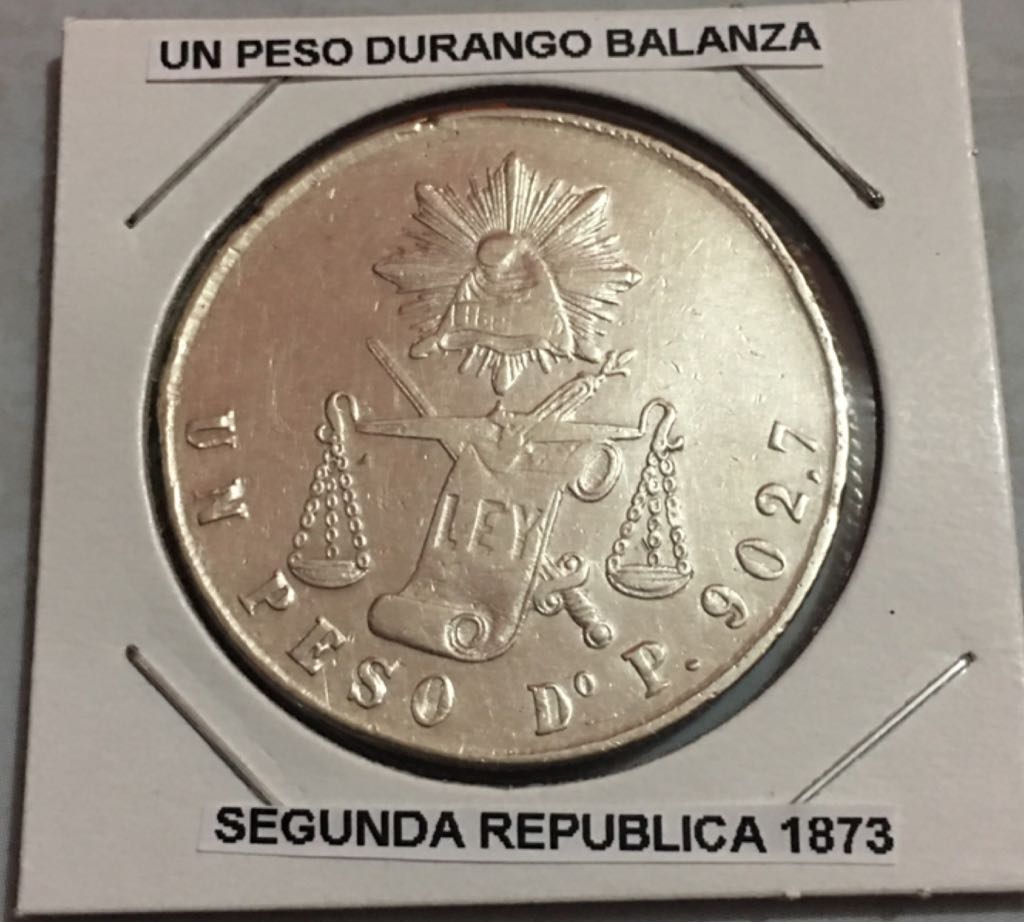 UN PESO DURANGO BALANZA
LEY
UN PESO Dº P. 902.7
SEGUNDA REPUBLICA 1873